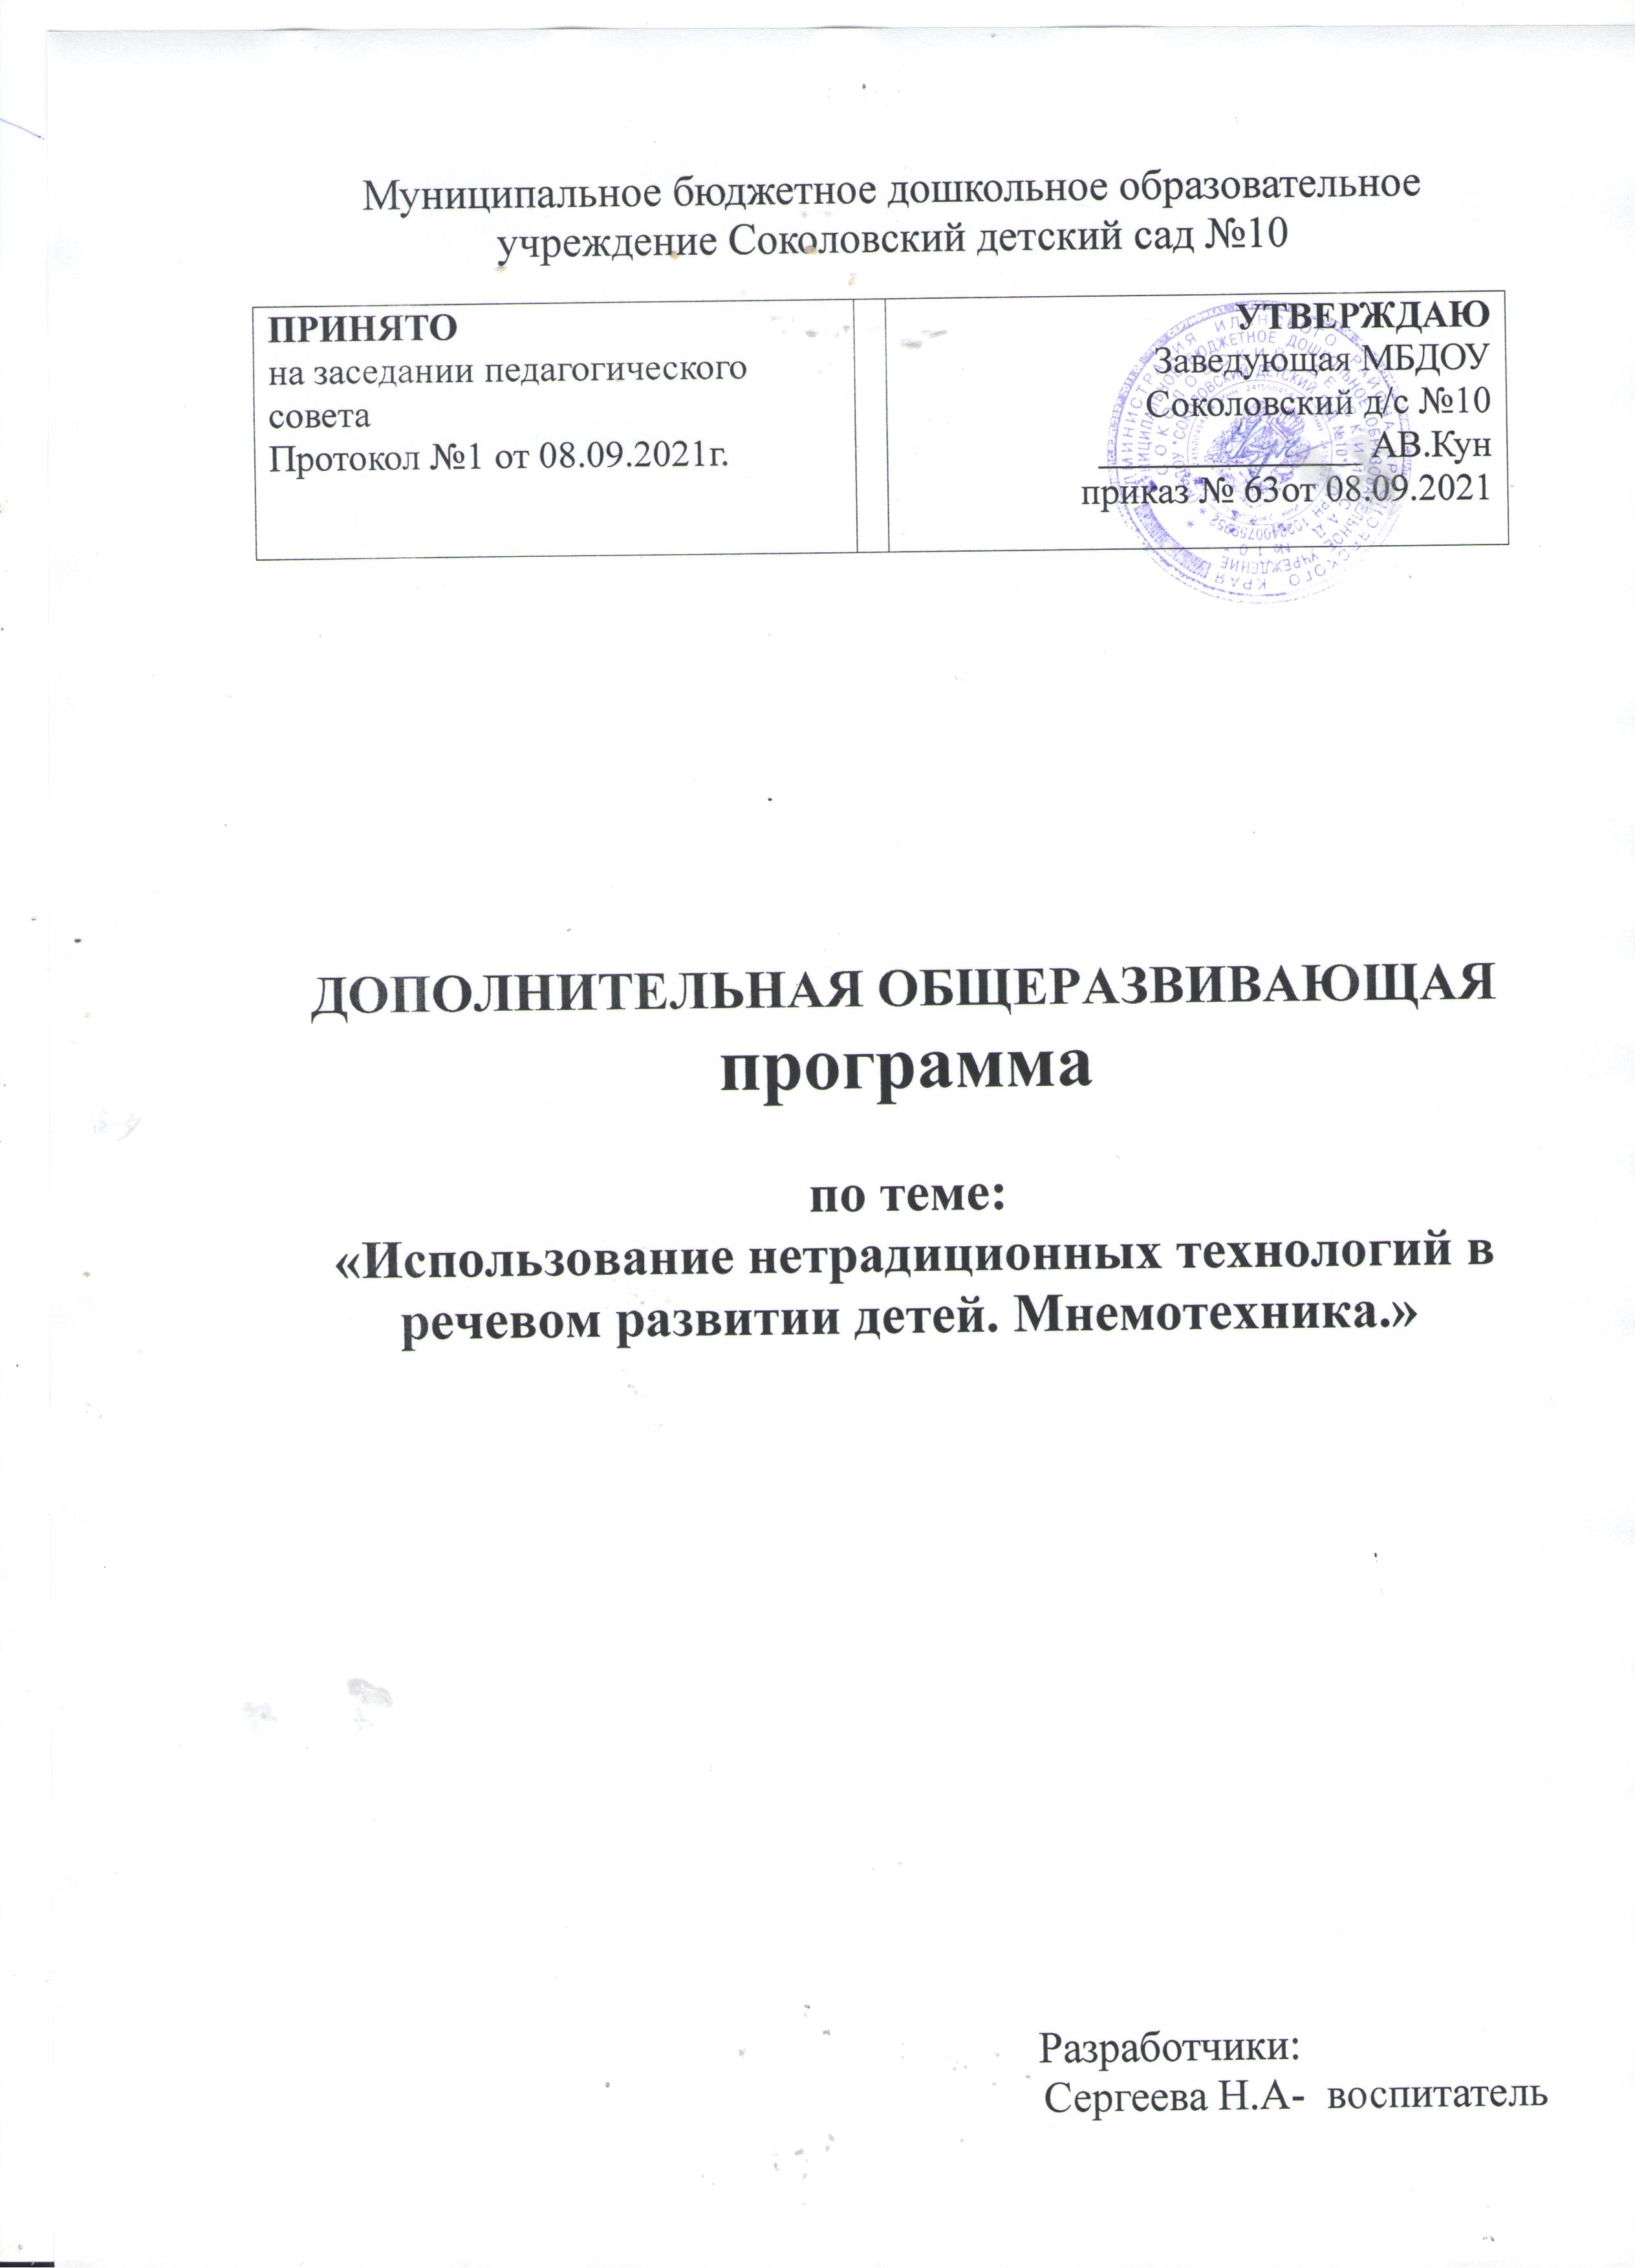 Муниципальное бюджетное дошкольное образовательное
учреждение Соколовский детский сад №10
ПРИНЯТО
на заседании педагогического
совета
Протокол №1 от 08.09.2021г.
УТВЕРЖДАЮ
Заведующая МБДОУ
Соколовский д/с №10
АВ.Кун
приказ № 63от 08.09.2021
ДОПОЛНИТЕЛЬНАЯ ОБЩЕРАЗВИВАЮЩАЯ
программа
по теме:
«Использование нетрадиционных технологий в
речевом развитии детей. Мнемотехника.»
Разработчики:
Сергеева Н.А- воспитатель